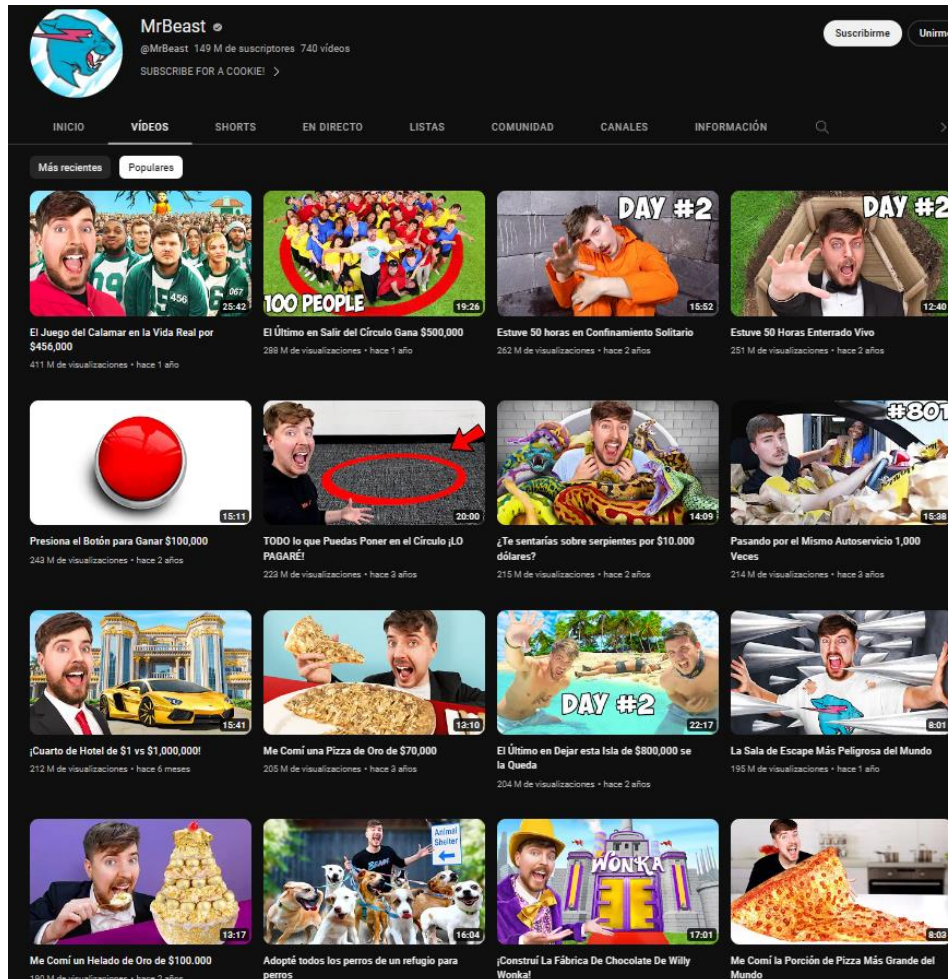 MrBeast
@MrBeast 149 M de suscriptores 740 vídeos
SUBSCRIBE FOR A COOKIE!
Suscribirme
Unirme
INICIO VÍDEOS SHORTS EN DIRECTO LISTAS COMUNIDAD CANALES INFORMACIÓN
Más recientes Populares
456
067
25:42
El Juego del Calamar en la Vida Real por
$456,000
411 M de visualizaciones • hace 1 año
100 PEOPLE
19:26
El Último en Salir del Círculo Gana $500,000
288 M de visualizaciones • hace 1 año
DAY #2
15:52
Estuve 50 horas en Confinamiento Solitario
262 M de visualizaciones • hace 2 años
DAY #2
12:40
Estuve 50 Horas Enterrado Vivo
251 M de visualizaciones • hace 2 años
15:11
Presiona el Botón para Ganar $100,000
243 M de visualizaciones • hace 2 años
20:00
TODO lo que Puedas Poner en el Círculo ¡LO
PAGARÉ!
223 M de visualizaciones • hace 3 años
14:09
¿Te sentarías sobre serpientes por $10.000
dólares?
215 M de visualizaciones • hace 2 años
#801
15:38
Pasando por el Mismo Autoservicio 1,000
Veces
214 M de visualizaciones • hace 3 años
15:41
¡Cuarto de Hotel de $1 vs $1,000,000!
212 M de visualizaciones • hace 6 meses
13:10
Me Comí una Pizza de Oro de $70,000
205 M de visualizaciones • hace 3 años
DAY #2
22:17
El Último en Dejar esta Isla de $800,000 se
la Queda
204 M de visualizaciones • hace 2 años
8:01
La Sala de Escape Más Peligrosa del Mundo
195 M de visualizaciones • hace 1 año
13:17
Me Comí un Helado de Oro de $100.000
190 M de visualizaciones • hace 2 años
Animal
Shelter
BEAST
16:04
Adopté todos los perros de un refugio para
perros
WONKA
17:01
¡Construí La Fábrica De Chocolate De Willy
Wonka!
8:03
Me Comí la Porción de Pizza Más Grande del
Mundo